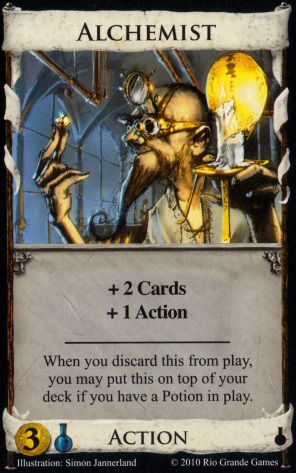 ALCHEMIST
+2 Cards
+1 Action
When you discard this from play,
you may put this on top of your
deck if you have a Potion in play.
3 ACTION
Illustration: Simon Jannerland © 2010 Rio Grande Games